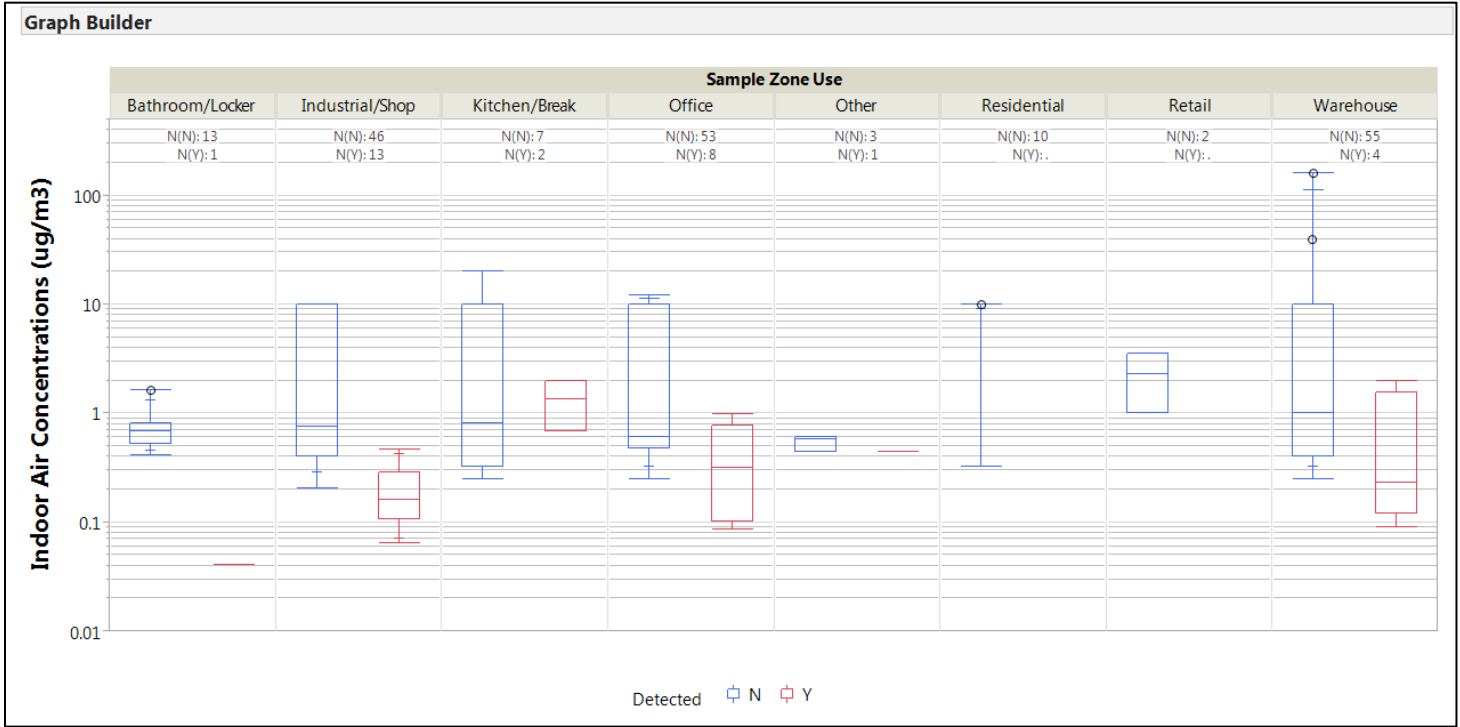 Graph Builder
Sample Zone Use
Bathroom/Locker Industrial/Shop Kitchen/Break Office Other Residential Retail Warehouse
N(N): 13 N(N): 46 N(N): 7 N(N): 53 N(N): 3 N(N): 10 N(N): 2 N(N): 55
N(Y): 1 N(Y): 13 N(Y): 2 N(Y): 8 N(Y): 1 N(Y): . N(Y): . N(Y): 4
Indoor Air Concentrations (ug/m3)
100
10
1
0.1
0.01
Detected N Y